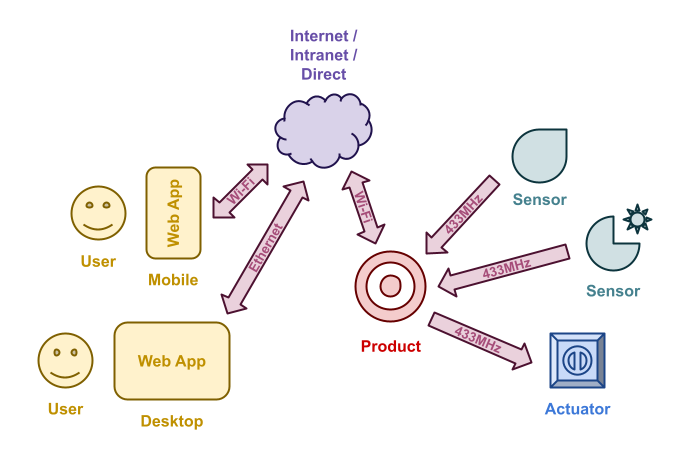 Internet /
Intranet /
Direct
Wi-Fi
Web App
User
Mobile
Ethernet
Wi-Fi
433MHz
Sensor
433MHz
Sensor
Product
433MHz
Actuator
Web App
User
Desktop